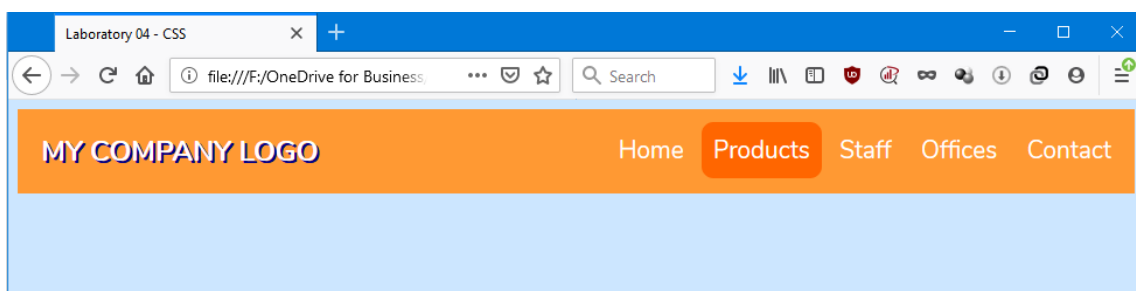 Laboratory 04 - CSS
file:///F:/OneDrive for Business,
Search
MY COMPANY LOGO
Home Products Staff Offices Contact